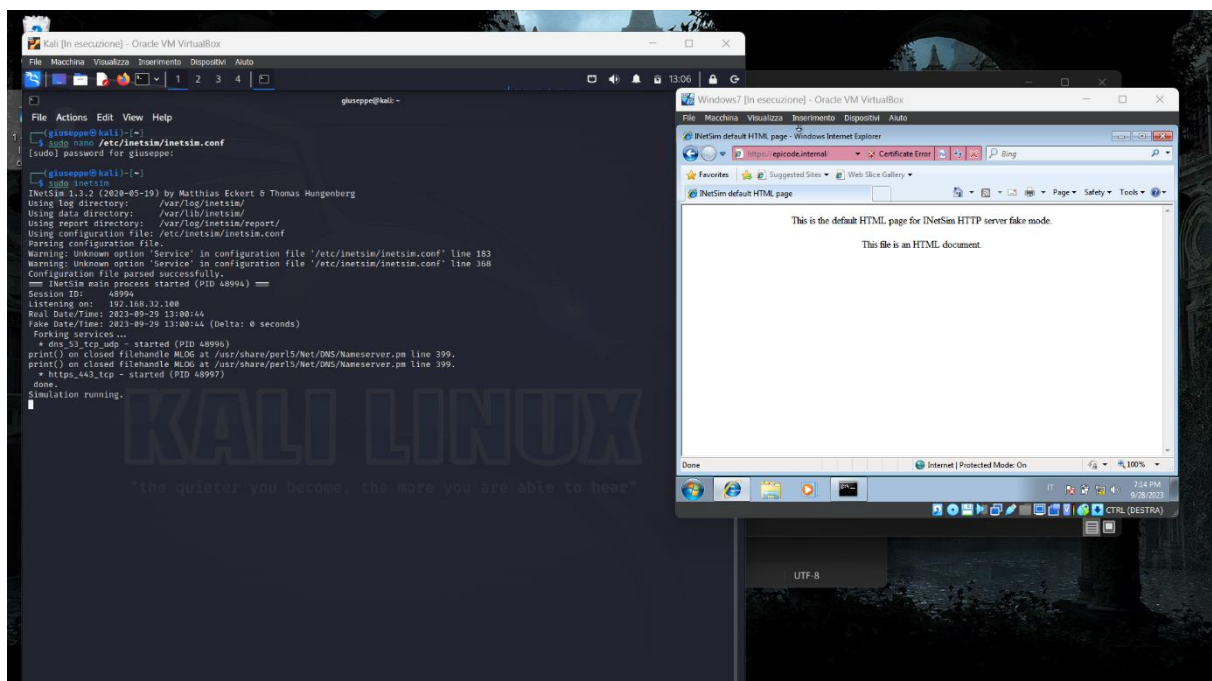 Kali [In esecuzione] - Oracle VM VirtualBox
File Macchina Visualizza Inserimento Dispositivi Aiuto
1 2 3 4
13:06
giuseppe@kali: ~
File Actions Edit View Help
(giuseppe㉿kali)-[~]
$ sudo nano /etc/inetsim/inetsim.conf
[sudo] password for giuseppe:
(giuseppe㉿kali)-[~]
$ sudo inetsim
INetSim 1.3.2 (2020-05-19) by Matthias Eckert & Thomas Hungenberg
Using log directory: /var/log/inetsim/
Using data directory: /var/lib/inetsim/
Using report directory: /var/log/inetsim/report/
Using configuration file: /etc/inetsim/inetsim.conf
Parsing configuration file.
Warning: Unknown option 'Service' in configuration file '/etc/inetsim/inetsim.conf' line 183
Warning: Unknown option 'Service' in configuration file '/etc/inetsim/inetsim.conf' line 368
Configuration file parsed successfully.
=== INetSim main process started (PID 48994) ===
Session ID: 48994
Listening on: 192.168.32.100
Real Date/Time: 2023-09-29 13:00:44
Fake Date/Time: 2023-09-29 13:00:44 (Delta: 0 seconds)
Forking services ...
* dns_53_tcp_udp - started (PID 48996)
print() on closed filehandle MLOG at /usr/share/perl5/Net/DNS/Nameserver.pm line 399.
print() on closed filehandle MLOG at /usr/share/perl5/Net/DNS/Nameserver.pm line 399.
* https_443_tcp - started (PID 48997)
done.
Simulation running.
KALI LINUX
"the quieter you become, the more you are able to hear"
Windows7 [In esecuzione] - Oracle VM VirtualBox
File Macchina Visualizza Inserimento Dispositivi Aiuto
INetSim default HTML page - Windows Internet Explorer
https://epicode.internal/ Certificate Error Bing
Favorites Suggested Sites Web Slice Gallery
INetSim default HTML page Page Safety Tools
This is the default HTML page for INetSim HTTP server fake mode.
This file is an HTML document.
Done Internet | Protected Mode: On 100%
IT 7:14 PM
9/28/2023
CTRL (DESTRA)
UTF-8